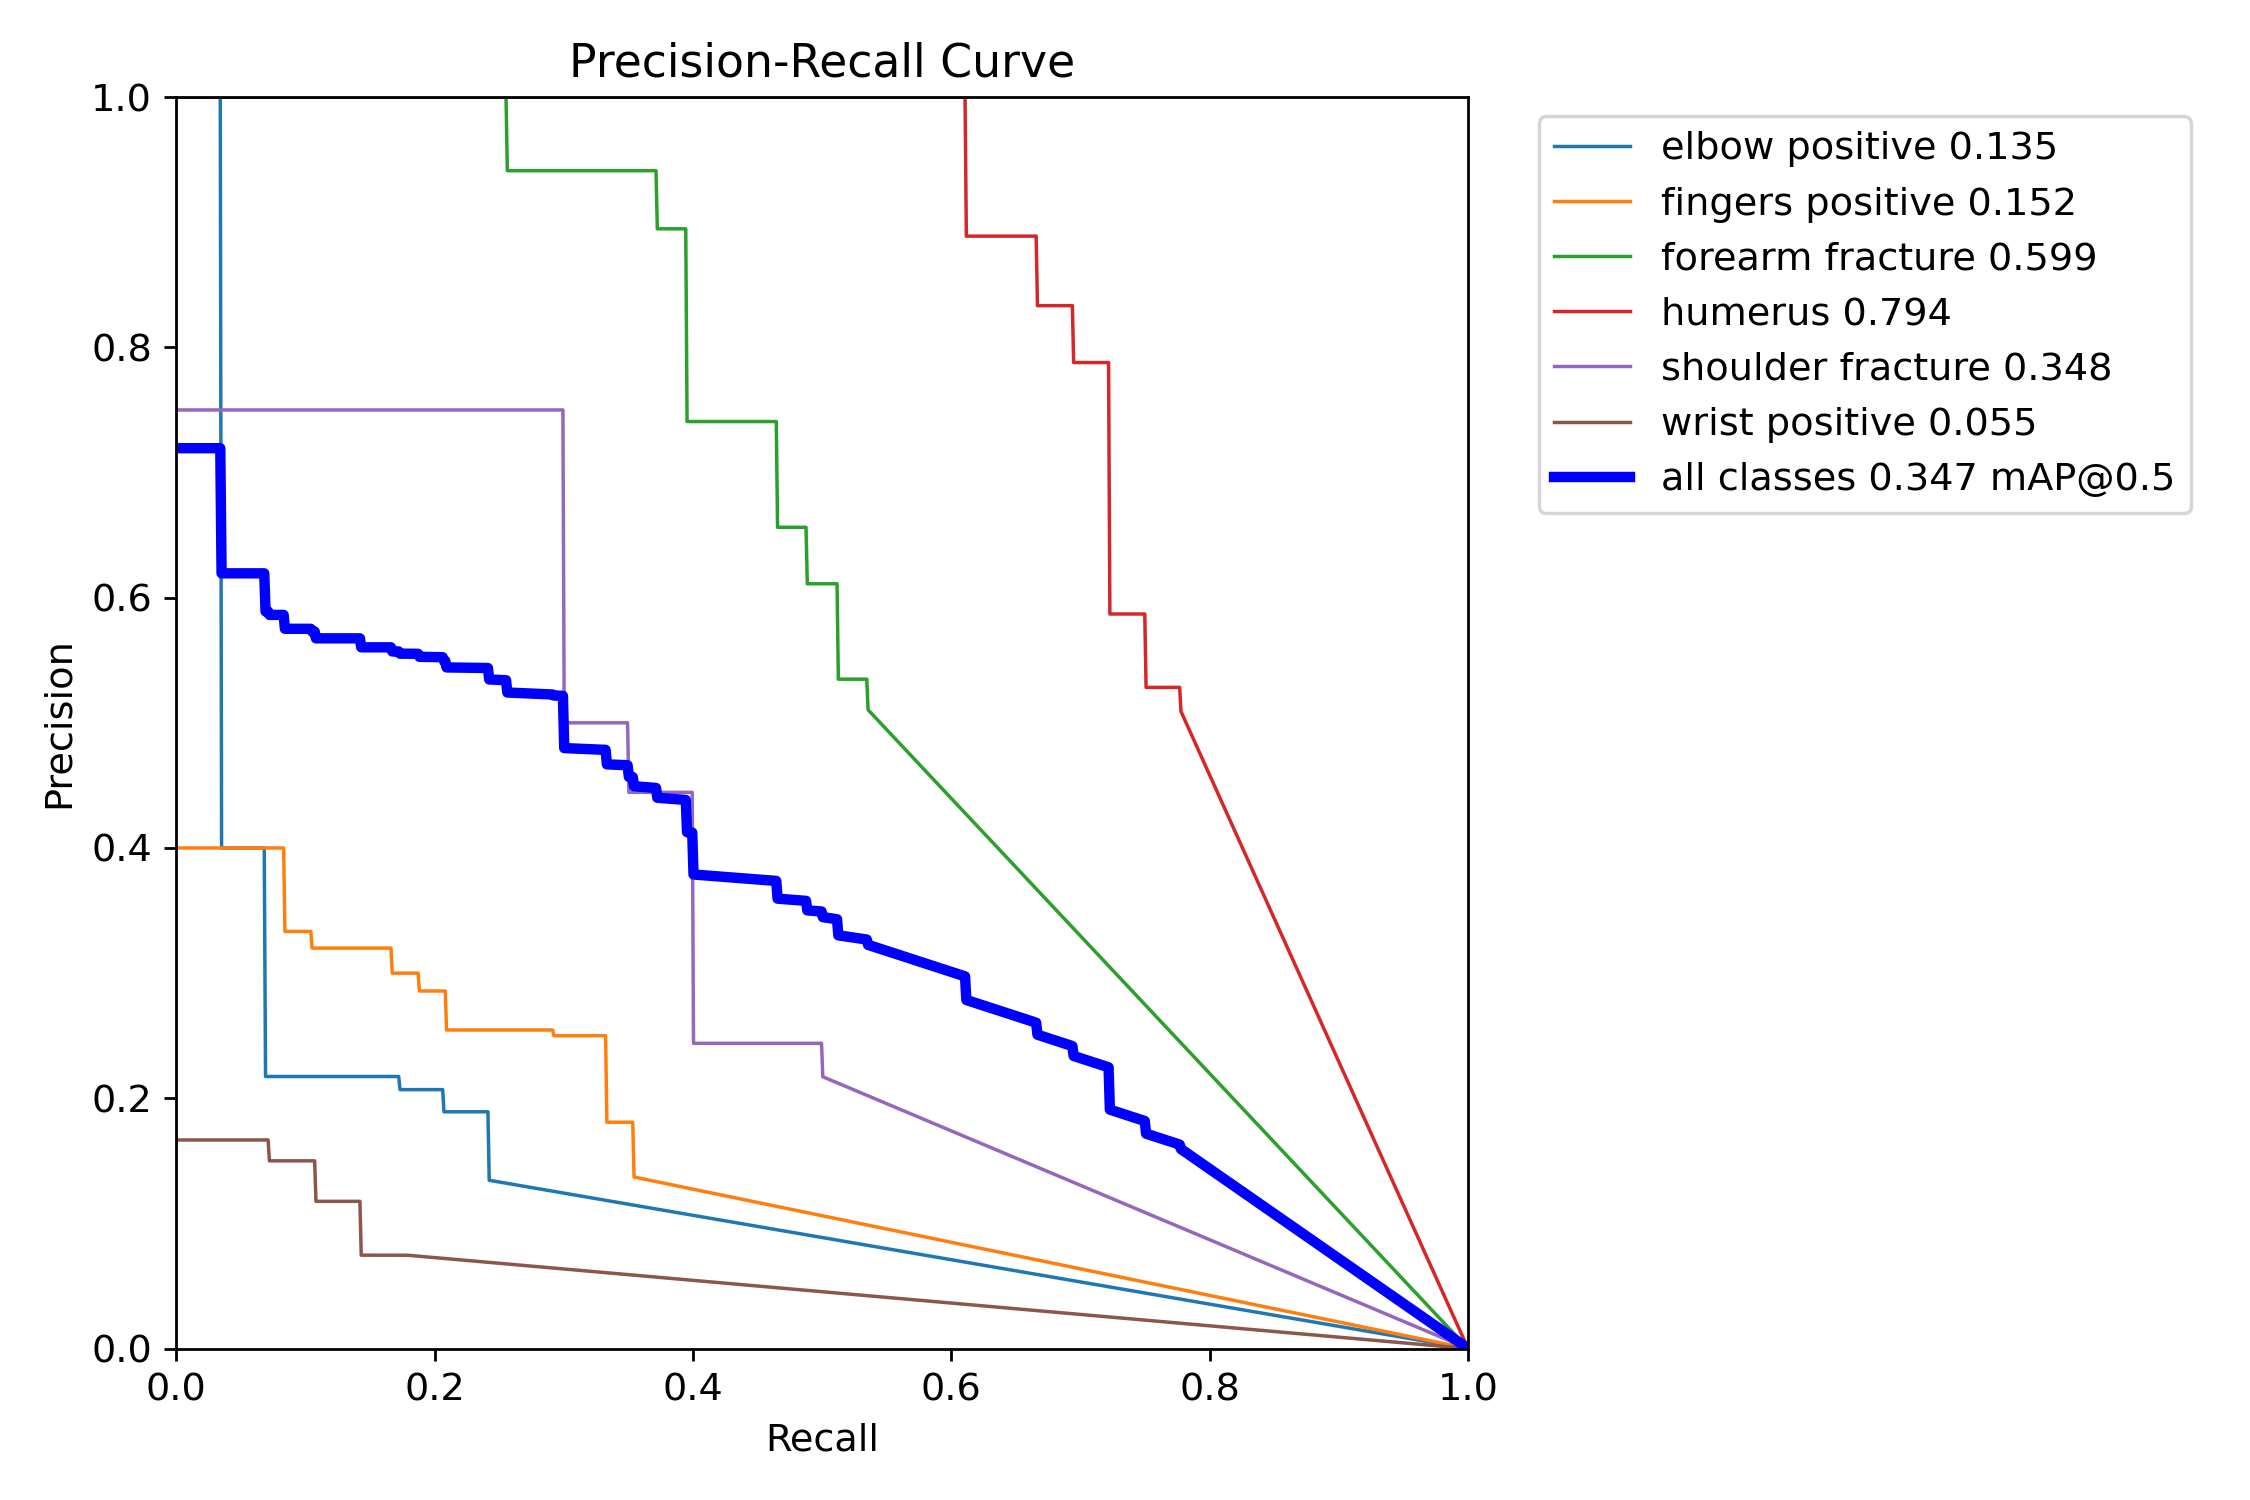 Precision-Recall Curve
1.0
0.8
0.6
0.4
0.2
0.0
Precision
0.0 0.2 0.4 0.6 0.8 1.0
Recall
elbow positive 0.135
fingers positive 0.152
forearm fracture 0.599
humerus 0.794
shoulder fracture 0.348
wrist positive 0.055
all classes 0.347 mAP@0.5